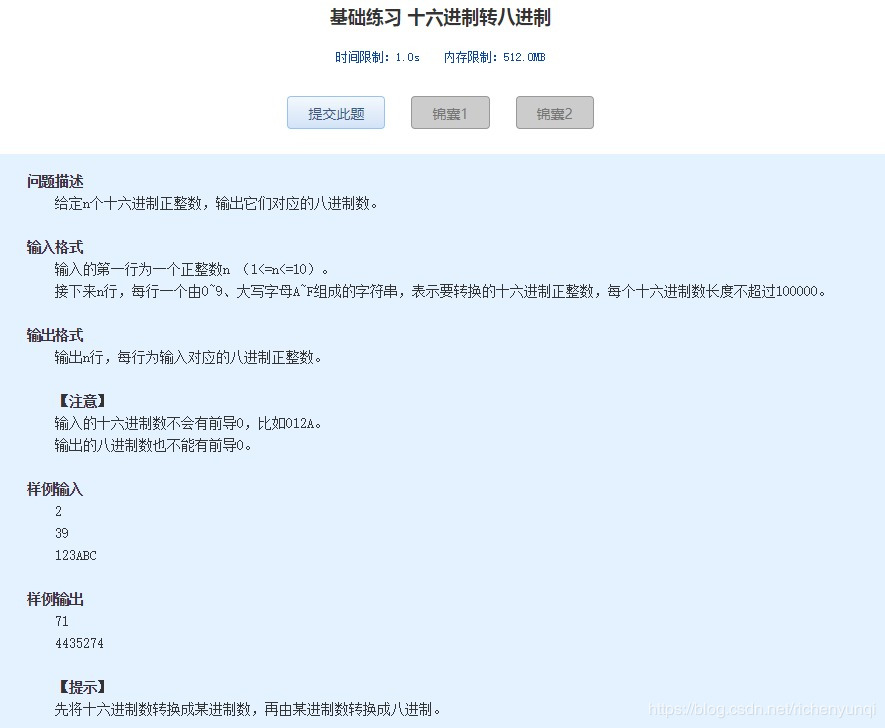 基础练习 十六进制转八进制
时间限制：1.0s 内存限制：512.0MB
提交此题 锦囊1 锦囊2
问题描述
给定n个十六进制正整数，输出它们对应的八进制数。
输入格式
输入的第一行为一个正整数n （1<=n<=10）。
接下来n行，每行一个由0~9、大写字母A~F组成的字符串，表示要转换的十六进制正整数，每个十六进制数长度不超过100000。
输出格式
输出n行，每行为输入对应的八进制正整数。
【注意】
输入的十六进制数不会有前导0，比如012A。
输出的八进制数也不能有前导0。
样例输入
2
39
123ABC
样例输出
71
4435274
【提示】
先将十六进制数转换成某进制数，再由某进制数转换成八进制。
https://blog.csdn.net/richenyunqi